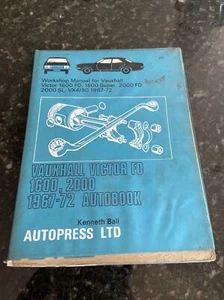 Workshop Manual for Vauxhall
Victor 1600 FD, 1600 Super, 2000 FD
2000 SL, VX4/90 1967-72
VAUXHALL VICTOR FD
1600, 2000
1967-72 AUTOBOOK
Kenneth Ball
AUTOPRESS LTD